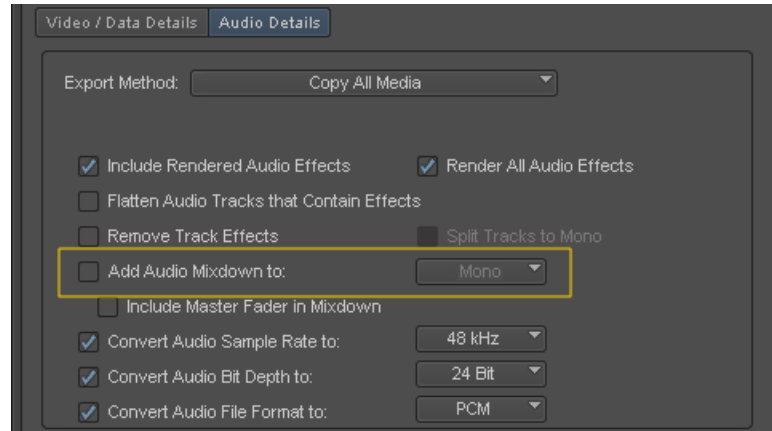 Video / Data Details Audio Details
Export Method: Copy All Media
Include Rendered Audio Effects Render All Audio Effects
Flatten Audio Tracks that Contain Effects
Remove Track Effects Split Tracks to Mono
Add Audio Mixdown to: Mono
Include Master Fader in Mixdown
Convert Audio Sample Rate to: 48 kHz
Convert Audio Bit Depth to: 24 Bit
Convert Audio File Format to: PCM